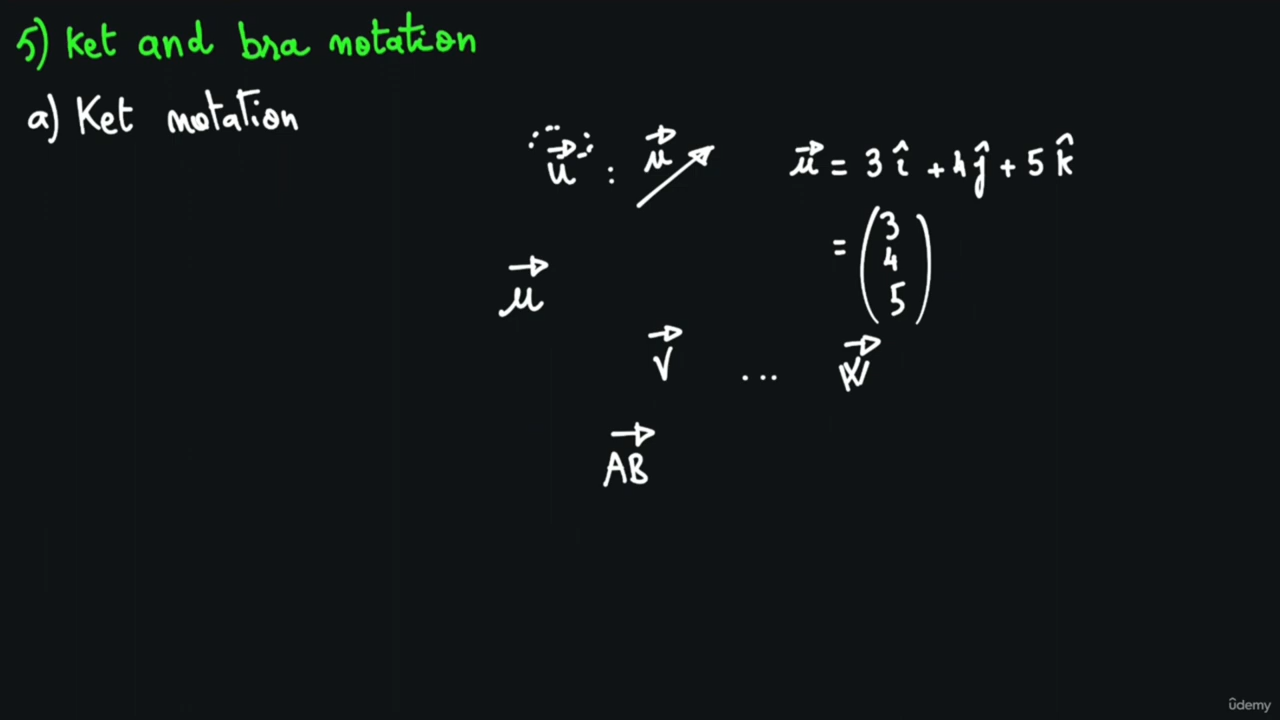 5) Ket and bra notation
a) Ket notation
u⃗ : u⃗ u⃗ = 3 î + 4 ĵ + 5 k̂
= (3
4
5)
u⃗
v⃗ ... w⃗
AB⃗
ûdemy